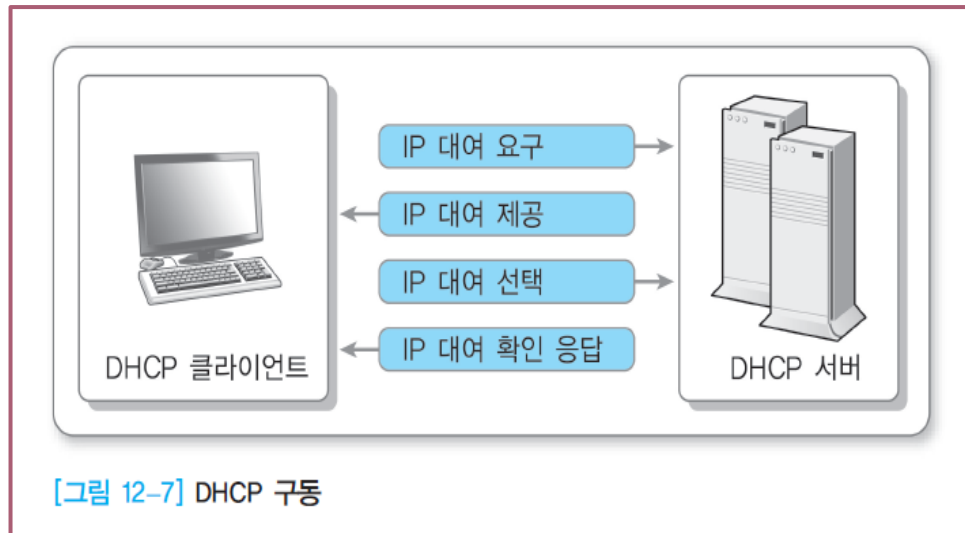 IP 대여 요구
IP 대여 제공
IP 대여 선택
IP 대여 확인 응답
DHCP 클라이언트
DHCP 서버
[그림 12-7] DHCP 구동